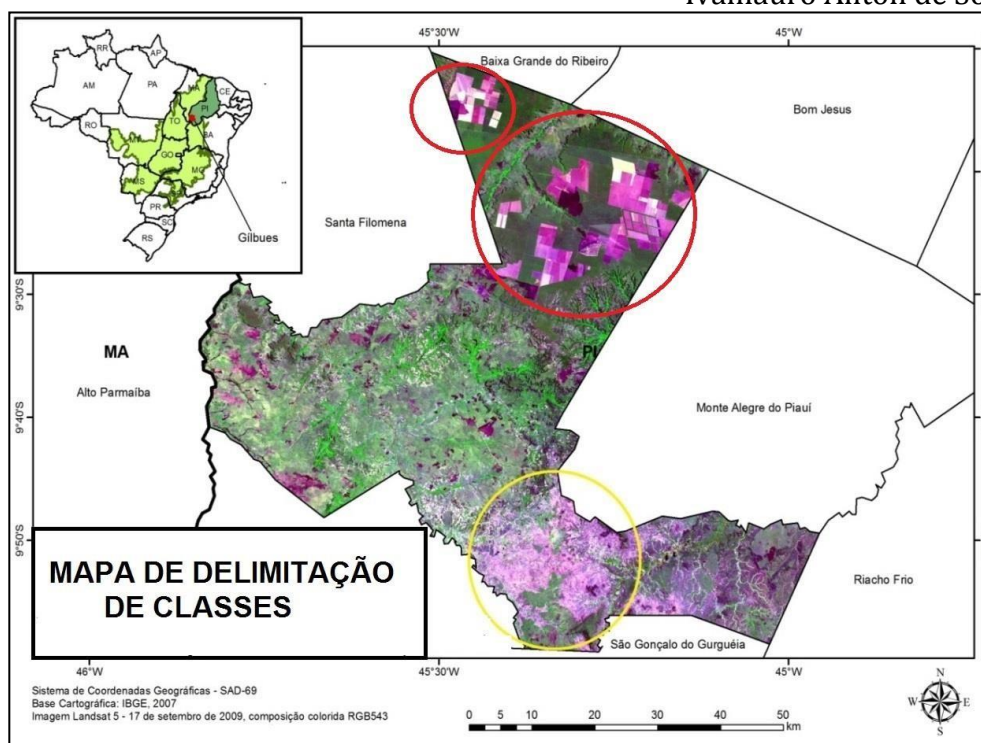 45°30'W
45°W
RR
AP
AM
PA
MA
CE
PI
RO
TO
BA
MT
GO
MG
MS
PR
SC
RS
Gilbues
Baixa Grande do Ribeiro
Bom Jesus
Santa Filomena
9°30'S
MA
PI
Alto Parnaíba
9°40'S
Monte Alegre do Piauí
9°50'S
MAPA DE DELIMITAÇÃO
DE CLASSES
Riacho Frio
São Gonçalo do Gurguéia
46°W
45°30'W
45°W
Sistema de Coordenadas Geográficas - SAD-69
Base Cartográfica: IBGE, 2007
Imagem Landsat 5 - 17 de setembro de 2009, composição colorida RGB543
0 5 10 20 30 40 50
km
N
W E
S